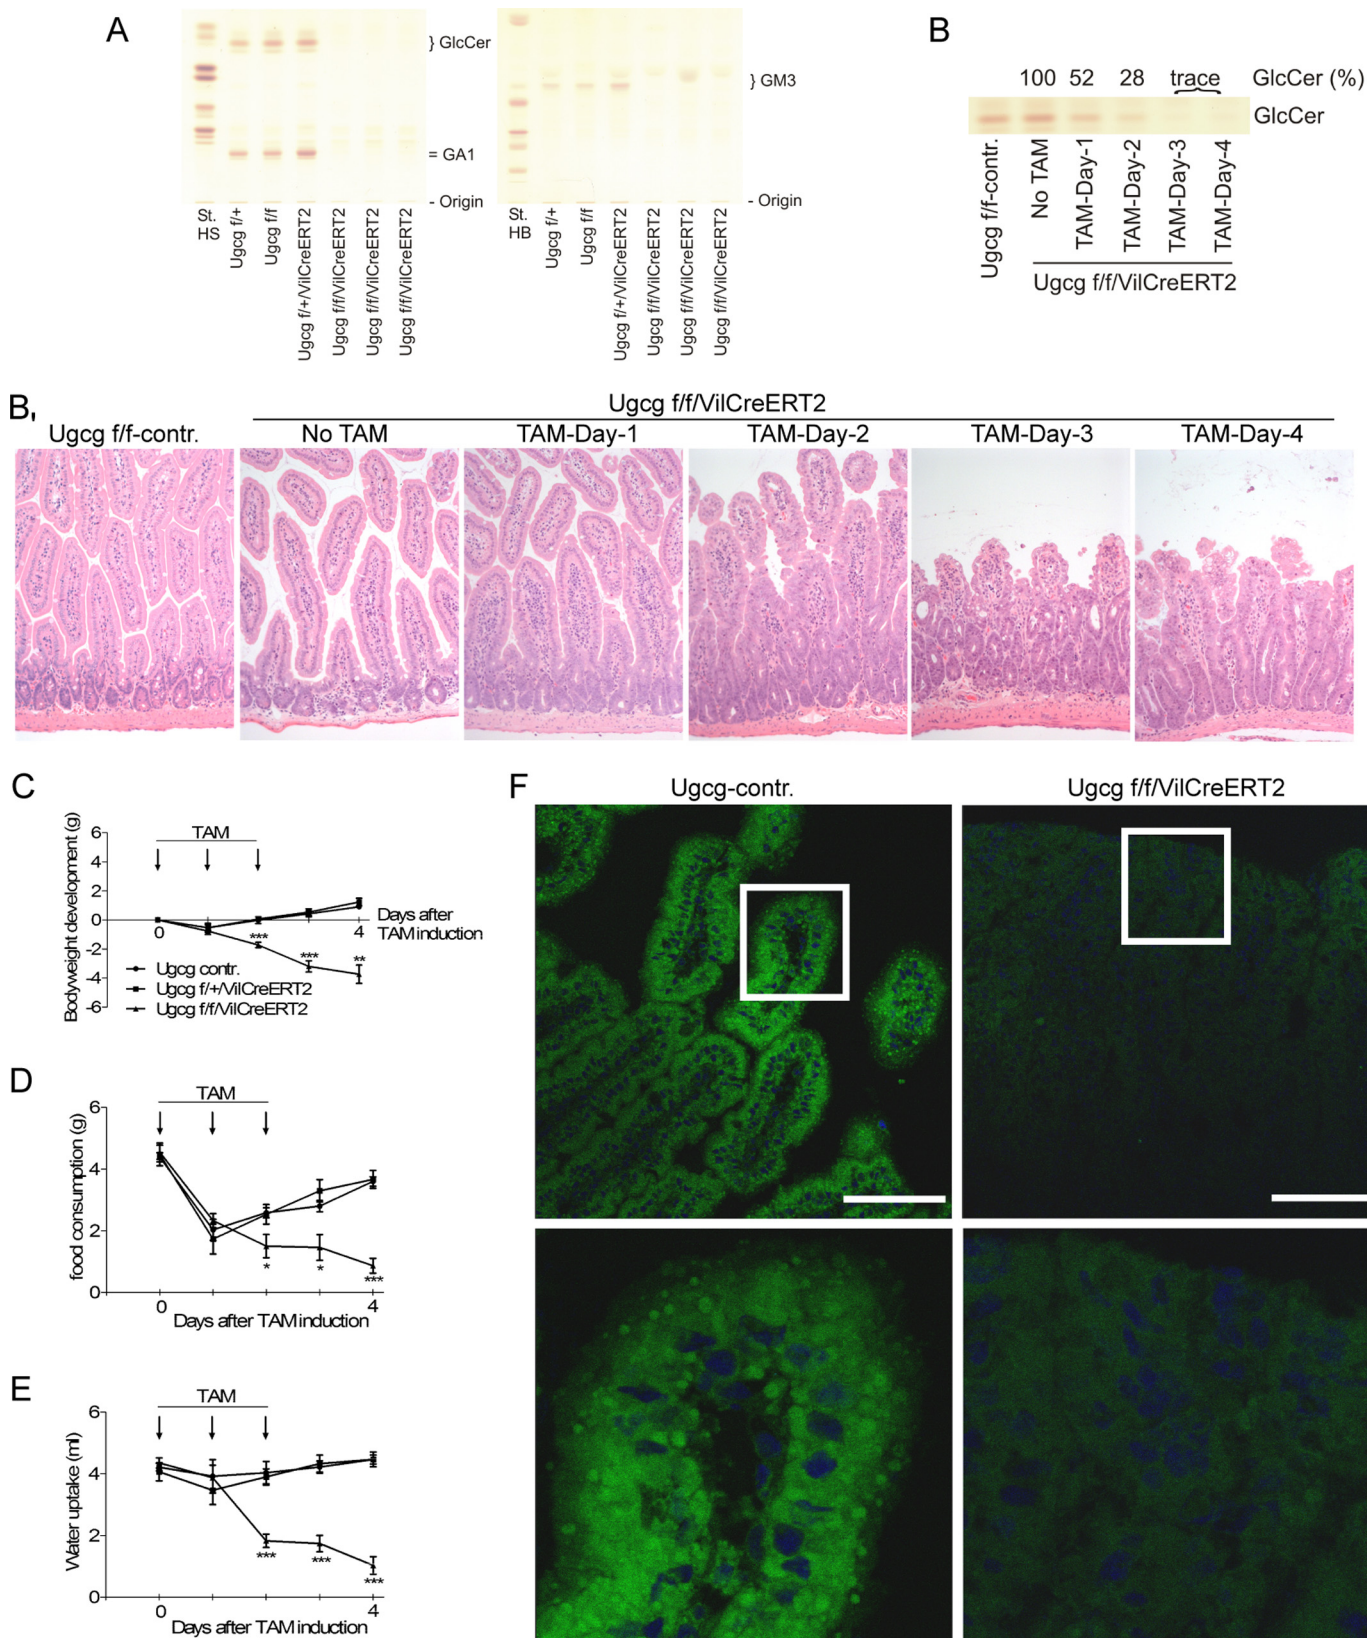 A
} GlcCer
= GA1
- Origin
St.
HS
Ugcg f/+
Ugcg f/f
Ugcg f/+/VilCreERT2
Ugcg f/f/VilCreERT2
Ugcg f/f/VilCreERT2
Ugcg f/f/VilCreERT2
} GM3
- Origin
St.
HB
Ugcg f/+
Ugcg f/f
Ugcg f/+/VilCreERT2
Ugcg f/f/VilCreERT2
Ugcg f/f/VilCreERT2
Ugcg f/f/VilCreERT2
B
100 52 28 trace GlcCer (%)
GlcCer
Ugcg f/f-contr.
No TAM
TAM-Day-1
TAM-Day-2
TAM-Day-3
TAM-Day-4
Ugcg f/f/VilCreERT2
B,
Ugcg f/f/VilCreERT2
Ugcg f/f-contr. No TAM TAM-Day-1 TAM-Day-2 TAM-Day-3 TAM-Day-4
C
Bodyweight development (g)
TAM
6
4
2
0
-2
-4
-6
0
4
Days after
TAM induction
***
***
**
Ugcg contr.
Ugcg f/+/VilCreERT2
Ugcg f/f/VilCreERT2
D
food consumption (g)
TAM
6
4
2
0
*
*
***
0 4
Days after TAM induction
E
Water uptake (ml)
TAM
6
4
2
0
***
***
***
0 4
Days after TAM induction
F
Ugcg-contr. Ugcg f/f/VilCreERT2